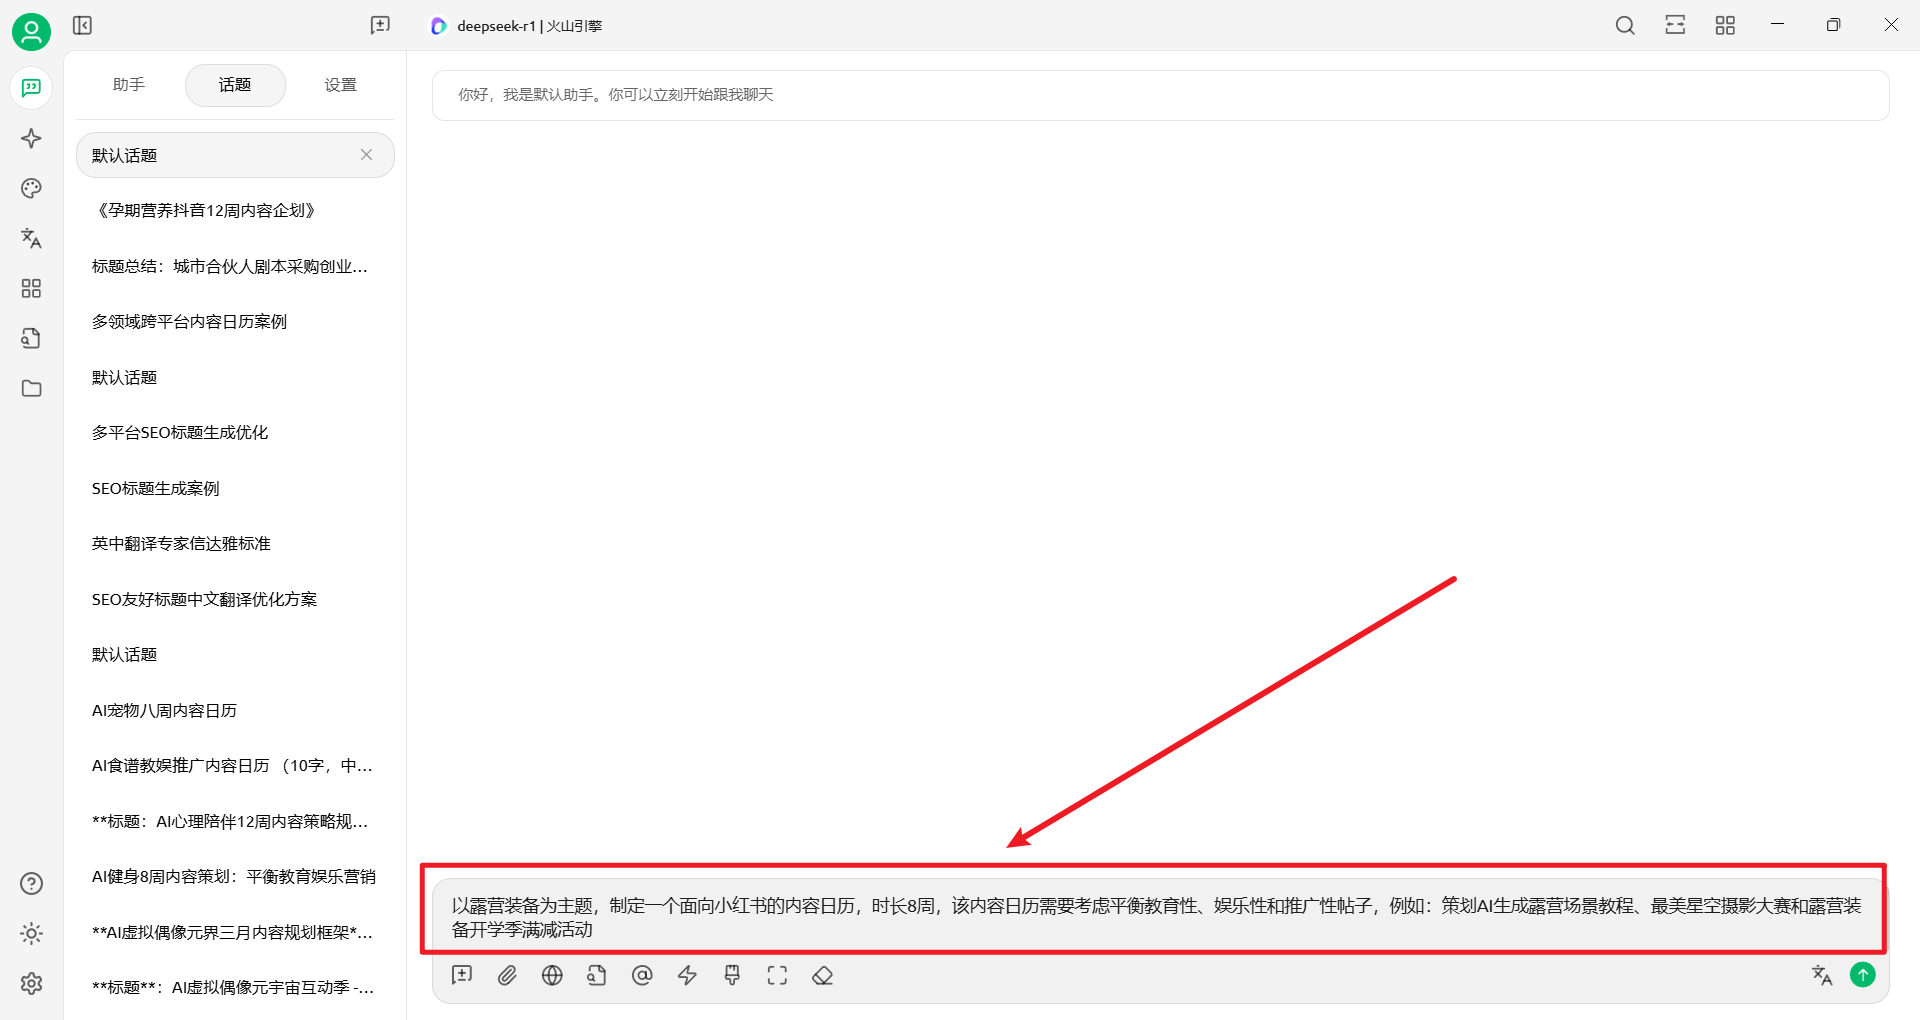 deepseek-r1 | 火山引擎
助手
话题
设置
默认话题
《孕期营养抖音12周内容企划》
标题总结：城市合伙人剧本采购创业...
多领域跨平台内容日历案例
默认话题
多平台SEO标题生成优化
SEO标题生成案例
英中翻译专家信达雅标准
SEO友好标题中文翻译优化方案
默认话题
AI宠物八周内容日历
AI食谱教娱推广内容日历 （10字，中...
**标题：AI心理陪伴12周内容策略规...
AI健身8周内容策划：平衡教育娱乐营销
**AI虚拟偶像元界三月内容规划框架*...
**标题**：AI虚拟偶像元宇宙互动季 -...
你好，我是默认助手。你可以立刻开始跟我聊天
以露营装备为主题，制定一个面向小红书的内容日历，时长8周，该内容日历需要考虑平衡教育性、娱乐性和推广性帖子，例如：策划AI生成露营场景教程、最美星空摄影大赛和露营装
备开学季满减活动